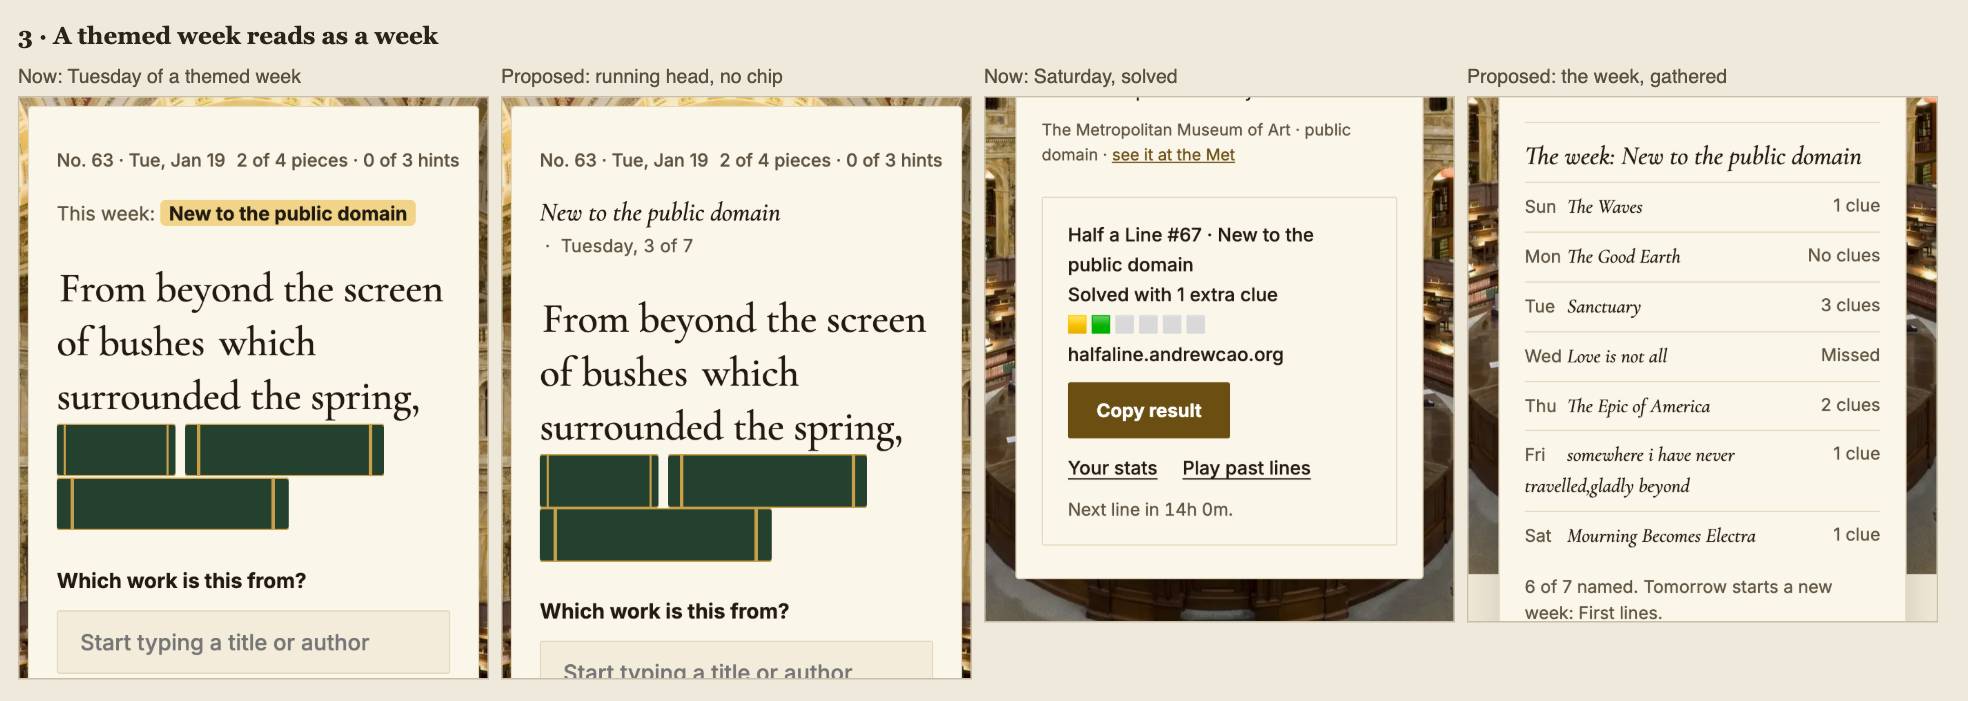 3 · A themed week reads as a week
Now: Tuesday of a themed week
No. 63 · Tue, Jan 19 2 of 4 pieces · 0 of 3 hints
This week: New to the public domain
From beyond the screen
of bushes which
surrounded the spring,
Which work is this from?
Start typing a title or author
Proposed: running head, no chip
No. 63 · Tue, Jan 19 2 of 4 pieces · 0 of 3 hints
New to the public domain
· Tuesday, 3 of 7
From beyond the screen
of bushes which
surrounded the spring,
Which work is this from?
Start typing a title or author
Now: Saturday, solved
The Metropolitan Museum of Art · public
domain · see it at the Met
Half a Line #67 · New to the
public domain
Solved with 1 extra clue
halfaline.andrewcao.org
Copy result
Your stats Play past lines
Next line in 14h 0m.
Proposed: the week, gathered
The week: New to the public domain
Sun The Waves 1 clue
Mon The Good Earth No clues
Tue Sanctuary 3 clues
Wed Love is not all Missed
Thu The Epic of America 2 clues
Fri somewhere i have never 1 clue
travelled,gladly beyond
Sat Mourning Becomes Electra 1 clue
6 of 7 named. Tomorrow starts a new
week: First lines.